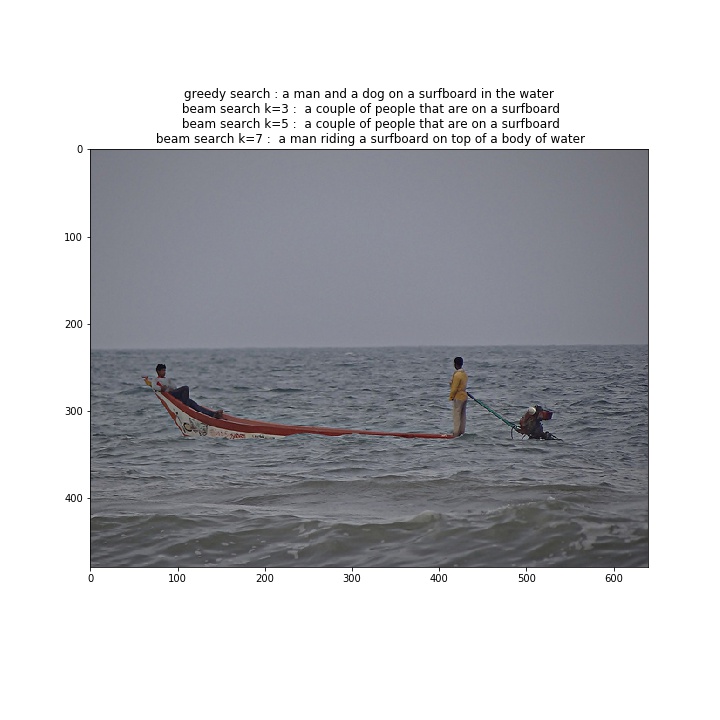 greedy search : a man and a dog on a surfboard in the water
beam search k=3 :  a couple of people that are on a surfboard
beam search k=5 :  a couple of people that are on a surfboard
beam search k=7 :  a man riding a surfboard on top of a body of water
0
100
200
300
400
0 100 200 300 400 500 600